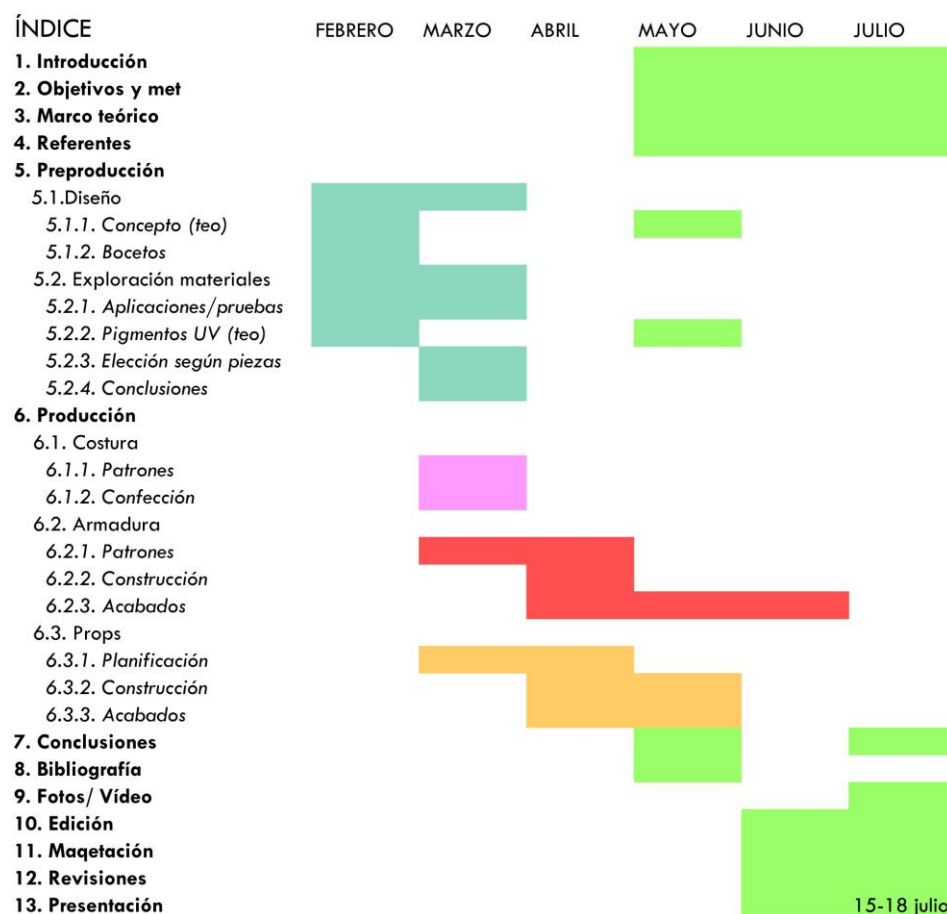 ÍNDICE FEBRERO MARZO ABRIL MAYO JUNIO JULIO
1. Introducción
2. Objetivos y met
3. Marco teórico
4. Referentes
5. Preproducción
5.1.Diseño
5.1.1. Concepto (teo)
5.1.2. Bocetos
5.2. Exploración materiales
5.2.1. Aplicaciones/pruebas
5.2.2. Pigmentos UV (teo)
5.2.3. Elección según piezas
5.2.4. Conclusiones
6. Producción
6.1. Costura
6.1.1. Patrones
6.1.2. Confección
6.2. Armadura
6.2.1. Patrones
6.2.2. Construcción
6.2.3. Acabados
6.3. Props
6.3.1. Planificación
6.3.2. Construcción
6.3.3. Acabados
7. Conclusiones
8. Bibliografía
9. Fotos/ Vídeo
10. Edición
11. Maqetación
12. Revisiones
13. Presentación 15-18 julio